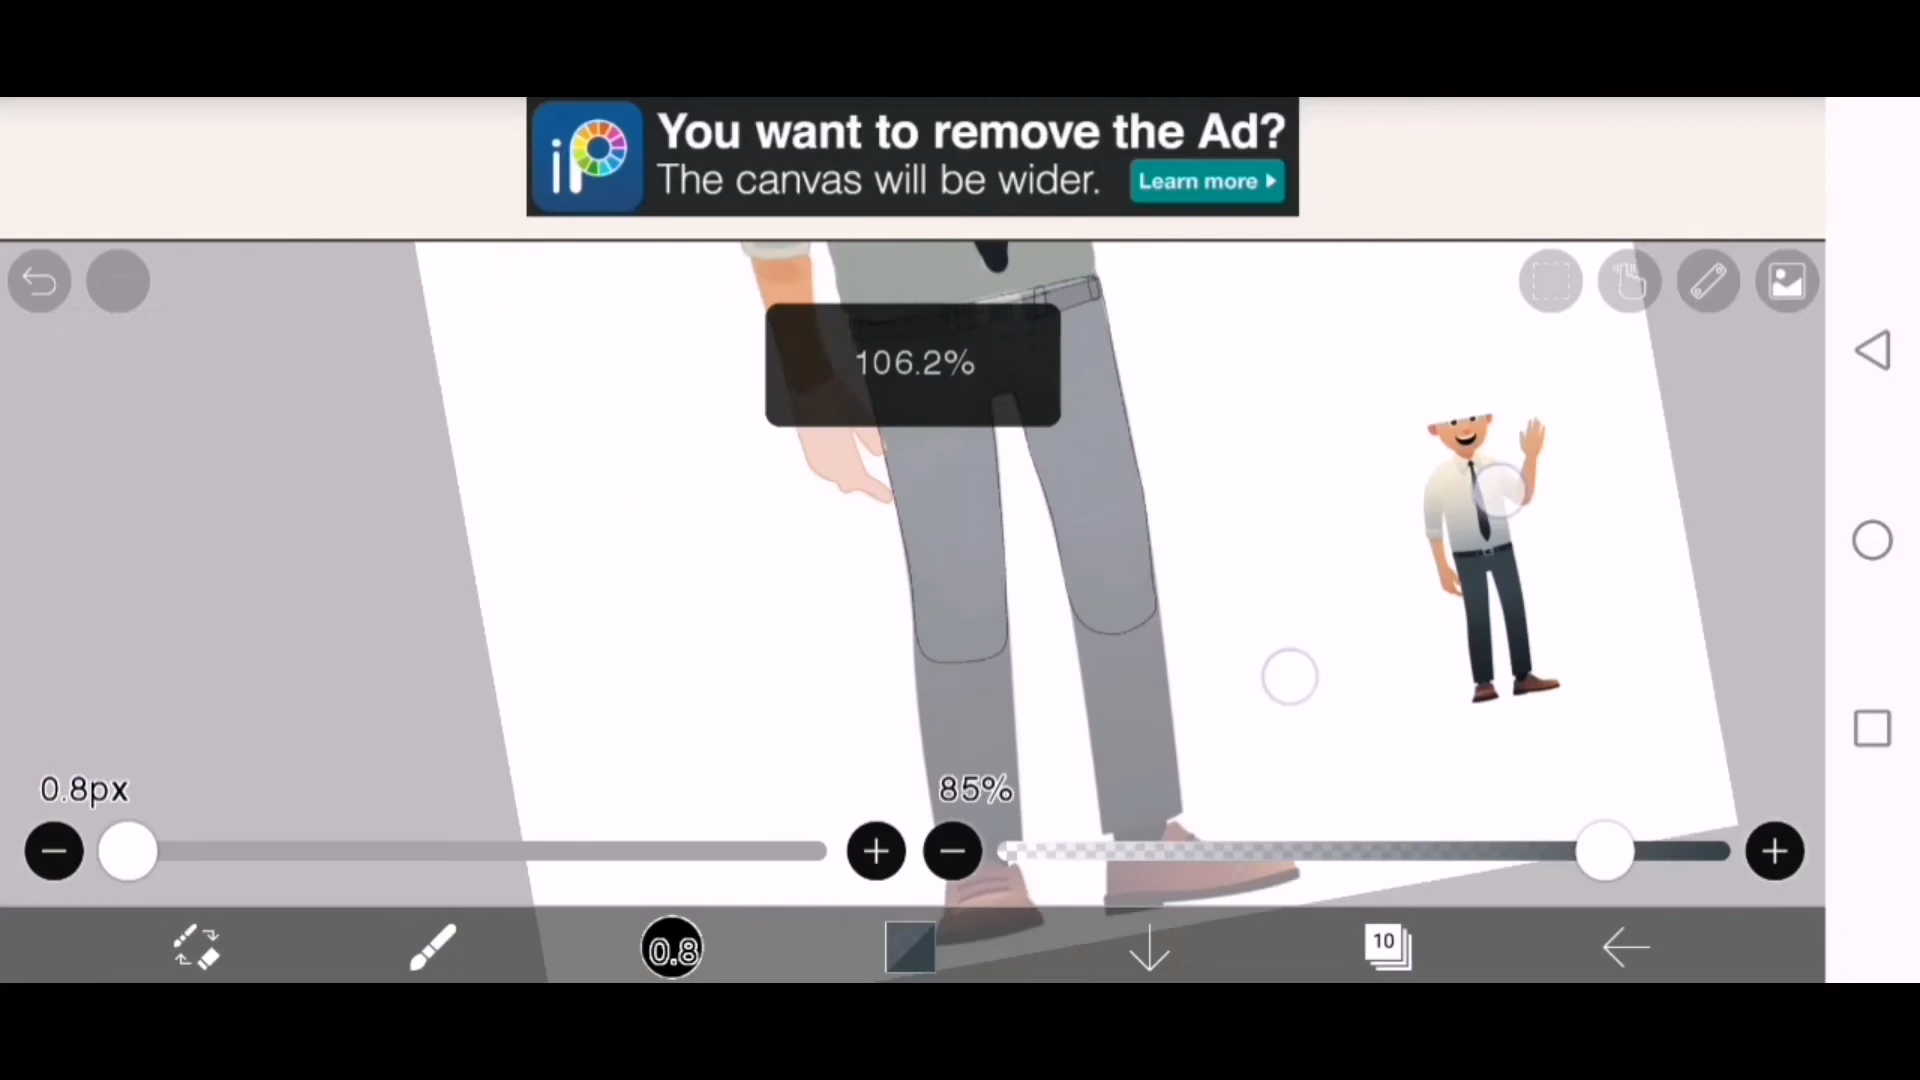 iP
You want to remove the Ad?
The canvas will be wider.
Learn more
106.2%
0.8px
85%
0.8
10